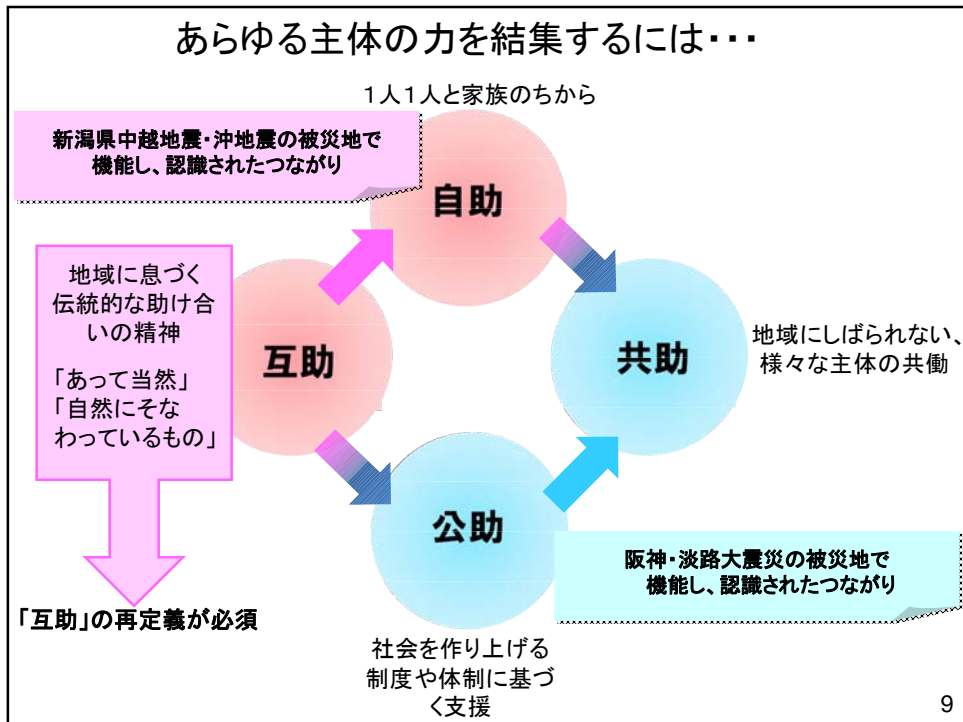 あらゆる主体の力を結集するには・・・
１人１人と家族のちから
新潟県中越地震・沖地震の被災地で
機能し、認識されたつながり
自助
地域に息づく
伝統的な助け合
いの精神
「あって当然」
「自然にそな
わっているもの」
互助
共助
地域にしばられない、
様々な主体の共働
公助
阪神・淡路大震災の被災地で
機能し、認識されたつながり
「互助」の再定義が必須
社会を作り上げる
制度や体制に基づ
く支援
9